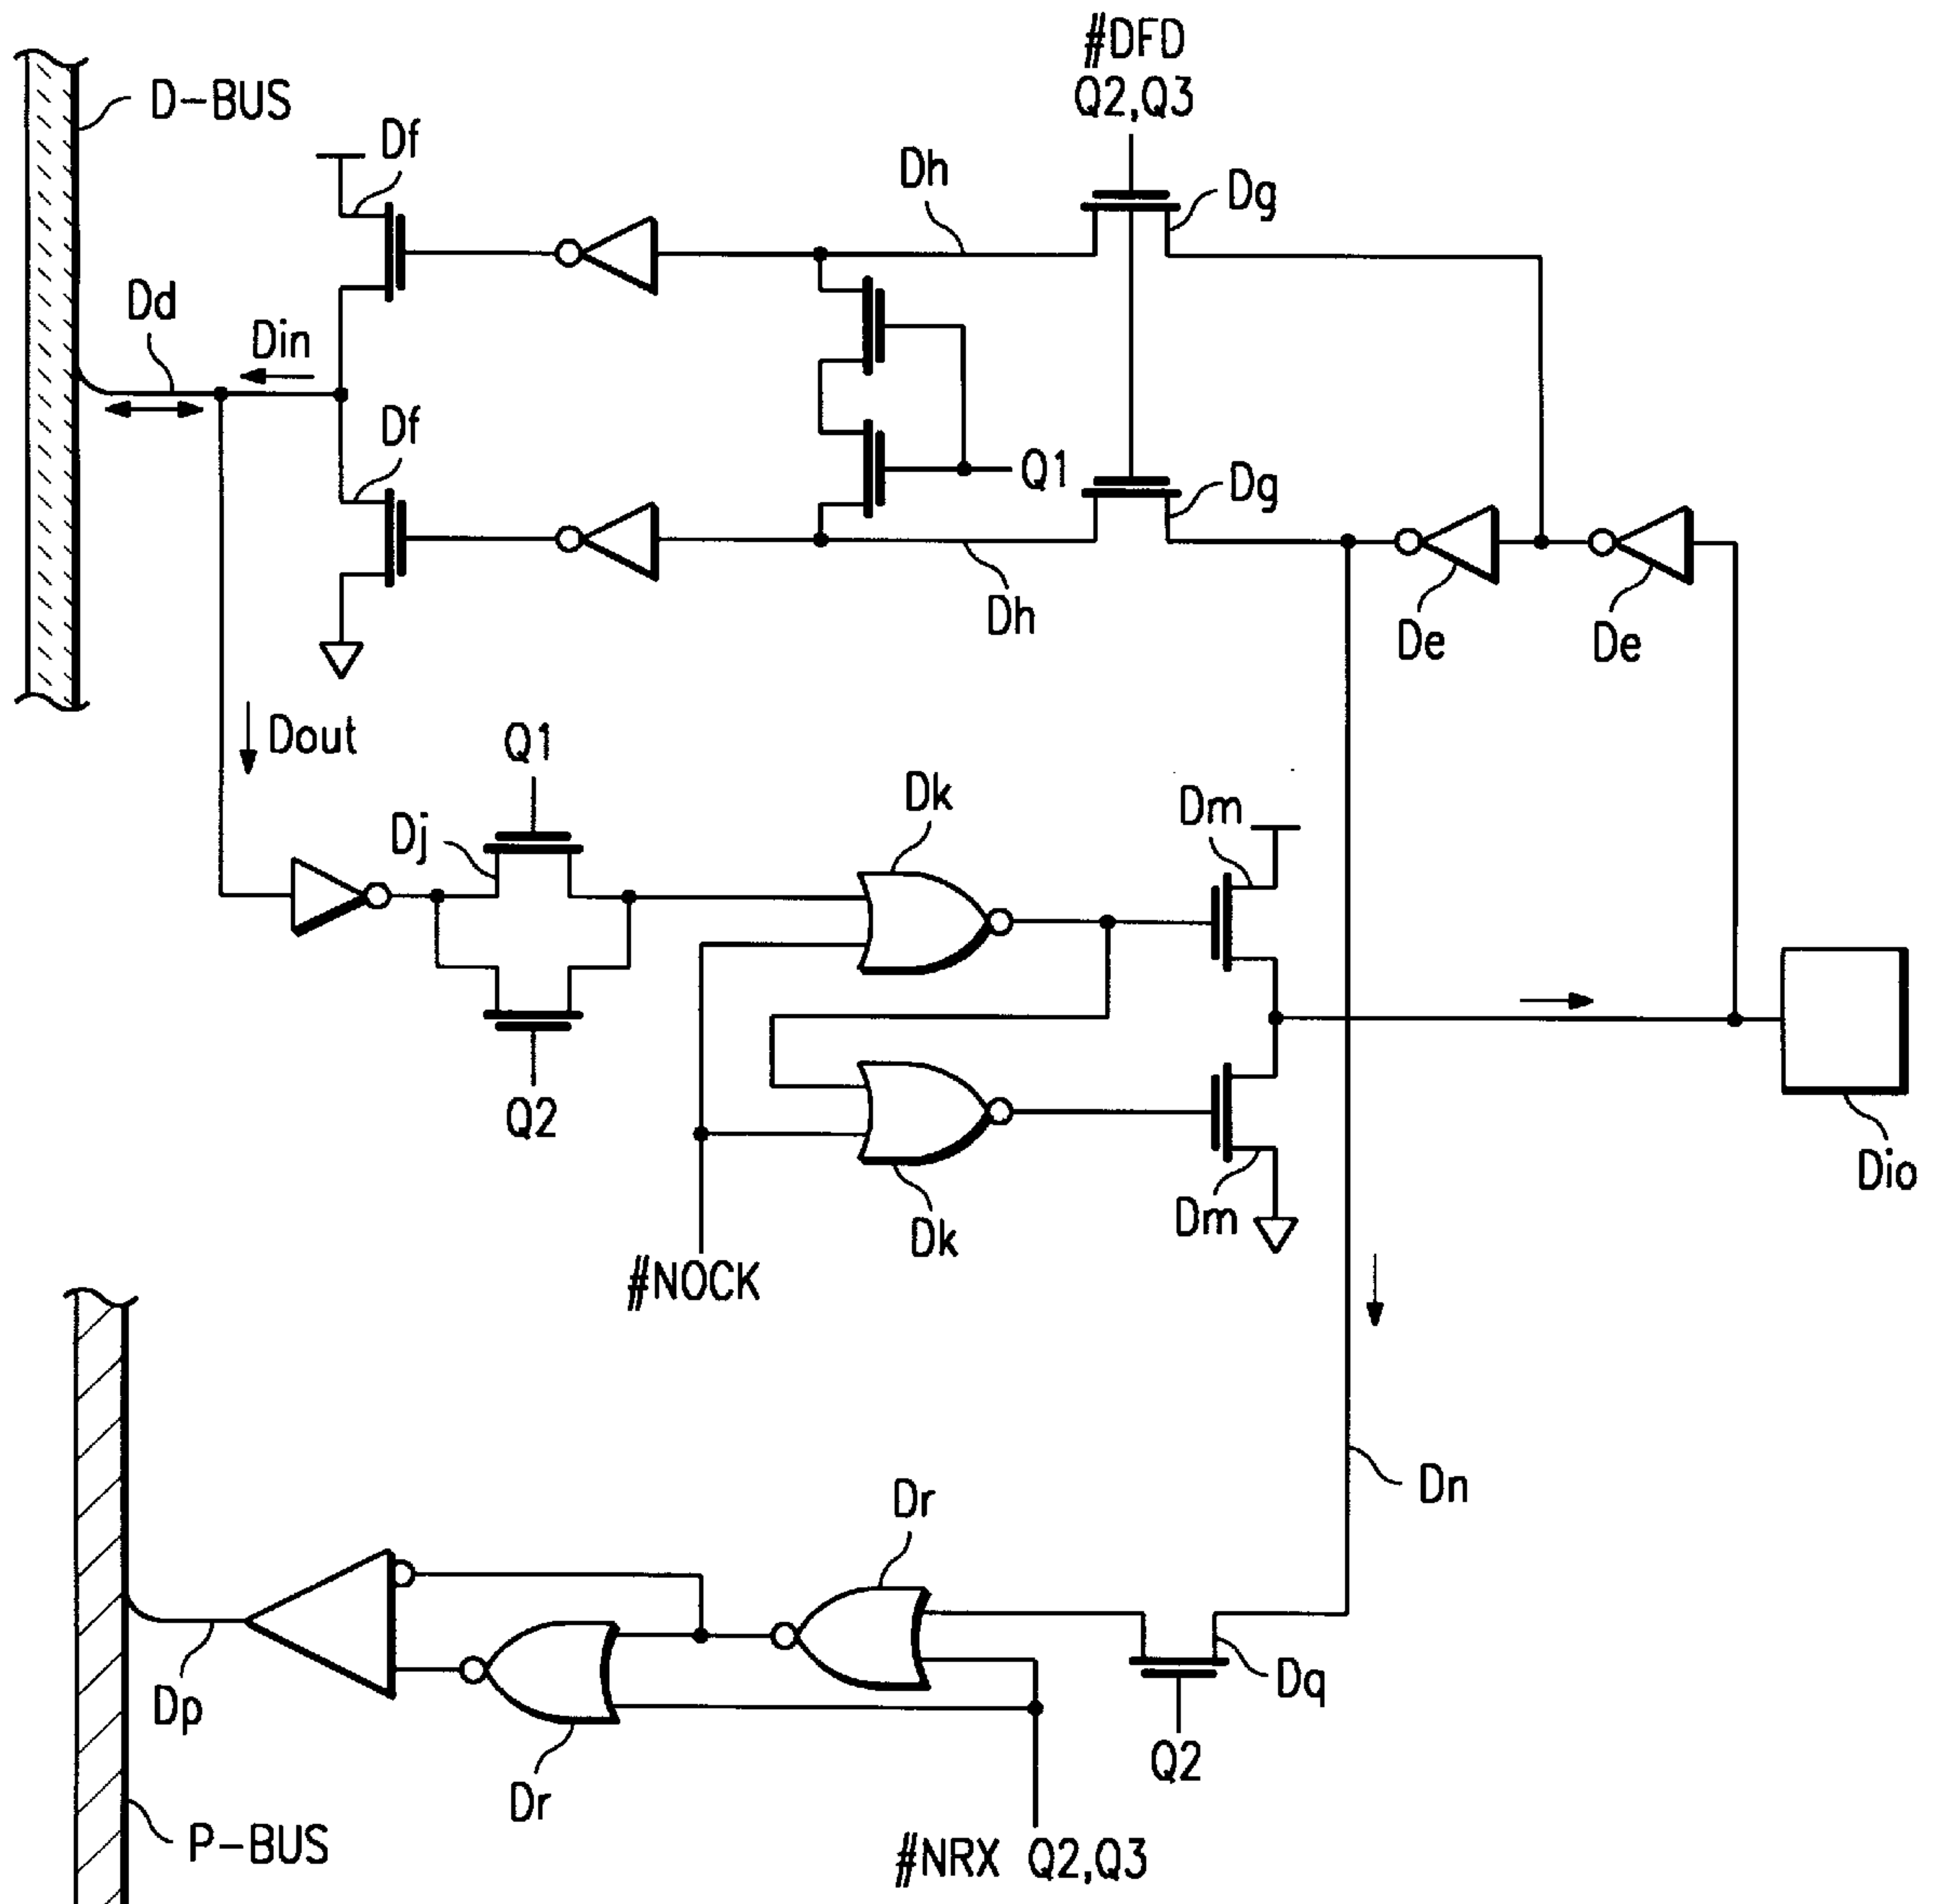 #DFD
Q2,Q3
D-BUS
Df
Dh
Dg
Dd
Din
Df
Q1
Dg
Dh
De
De
Dout
Q1
Dj
Dk
Dm
Q2
Dio
Dm
Dk
#NOCK
Dn
Dr
Dq
Dp
Q2
Dr
P-BUS
#NRX Q2,Q3